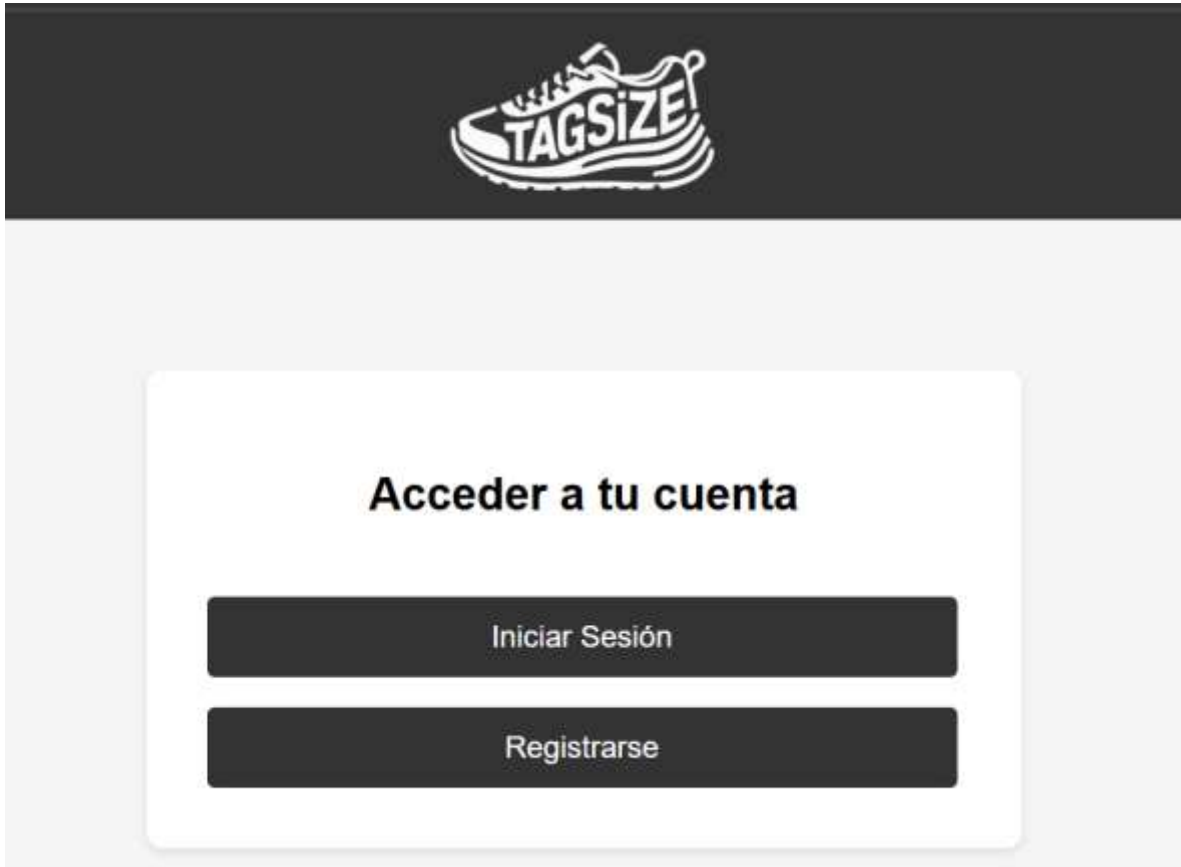 TAGSiZE
Acceder a tu cuenta
Iniciar Sesión
Registrarse